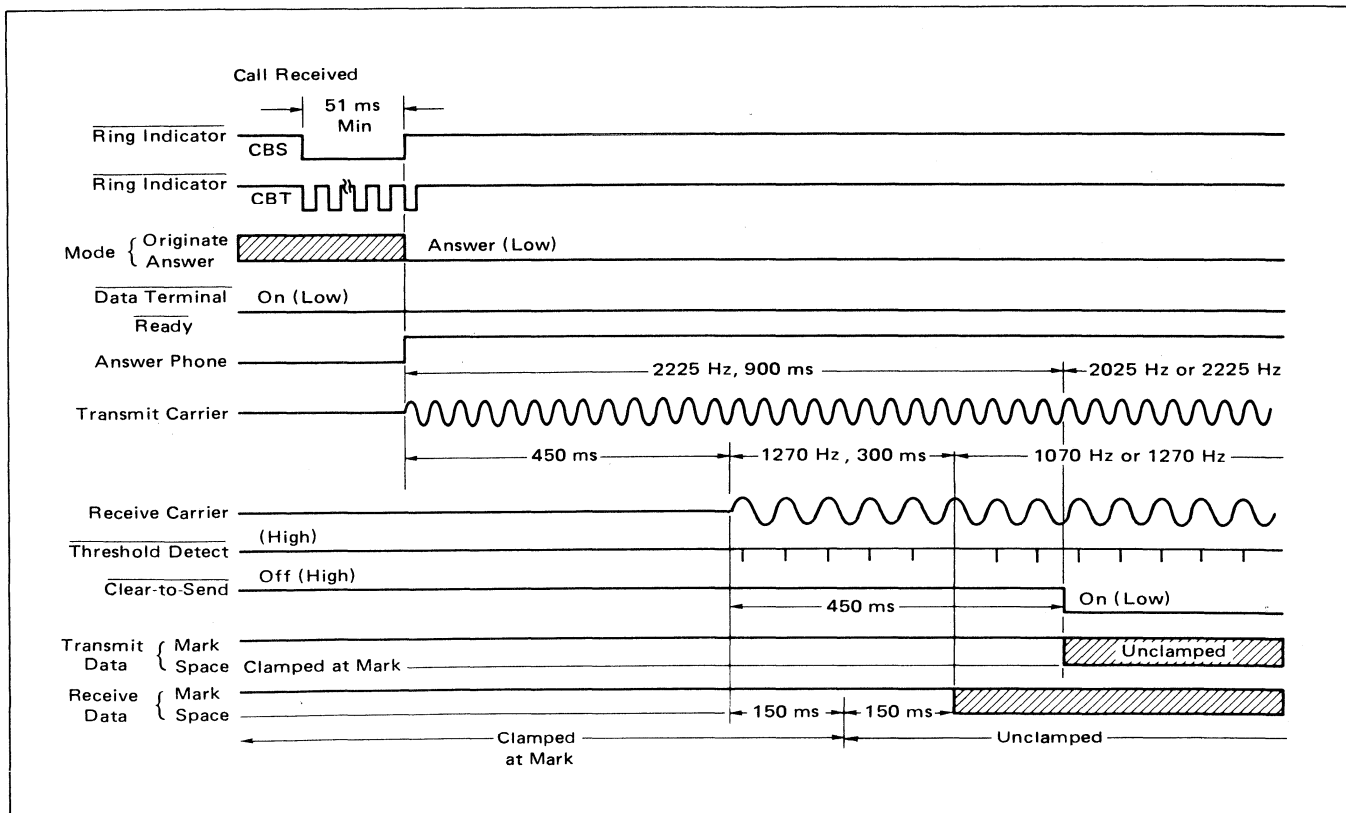 Call Received
51 ms
Min
Ring Indicator
CBS
Ring Indicator
CBT
Mode { Originate
Answer
Answer (Low)
Data Terminal
Ready
On (Low)
Answer Phone
2225 Hz, 900 ms
2025 Hz or 2225 Hz
Transmit Carrier
450 ms
1270 Hz, 300 ms
1070 Hz or 1270 Hz
Receive Carrier
(High)
Threshold Detect
Off (High)
Clear-to-Send
450 ms
On (Low)
Transmit
Data { Mark
Space
Clamped at Mark
Unclamped
Receive
Data { Mark
Space
150 ms
150 ms
Clamped
at Mark
Unclamped